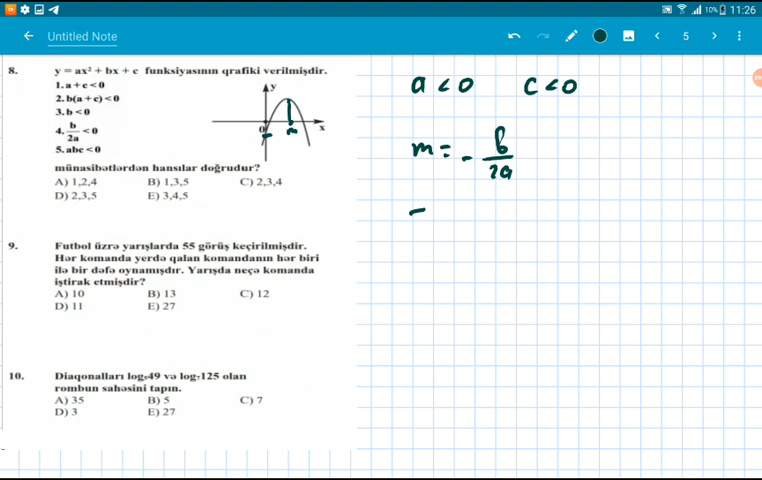 10% 11:26
Untitled Note
5
8. y = ax² + bx + c funksiyasının qrafiki verilmişdir.
1. a + c < 0
2. b(a + c) < 0
3. b < 0
4. b/2a < 0
5. abc < 0
y
0
m
x
münasibətlərdən hansılar doğrudur?
A) 1,2,4 B) 1,3,5 C) 2,3,4
D) 2,3,5 E) 3,4,5
a < 0 c < 0
m = - b/2a
-
9. Futbol üzrə yarışlarda 55 görüş keçirilmişdir.
Hər komanda yerdə qalan komandanın hər biri
ilə bir dəfə oynamışdır. Yarışda neçə komanda
iştirak etmişdir?
A) 10 B) 13 C) 12
D) 11 E) 27
10. Diaqonalları log₅49 və log₇125 olan
rombun sahəsini tapın.
A) 35 B) 5 C) 7
D) 3 E) 27